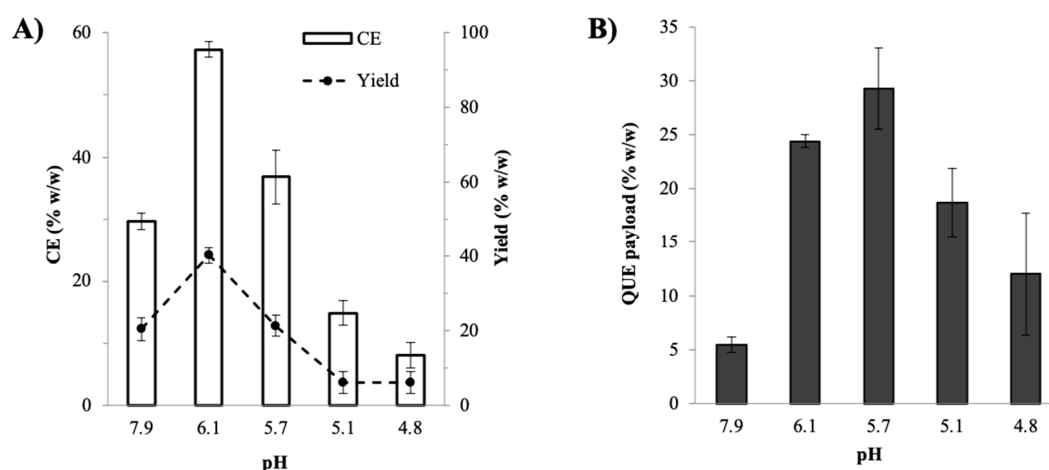 A)
CE
Yield
60
40
20
0
CE (% w/w)
100
80
60
40
20
0
Yield (% w/w)
7.9 6.1 5.7 5.1 4.8
pH
B)
35
30
25
20
15
10
5
0
QUE payload (% w/w)
7.9 6.1 5.7 5.1 4.8
pH